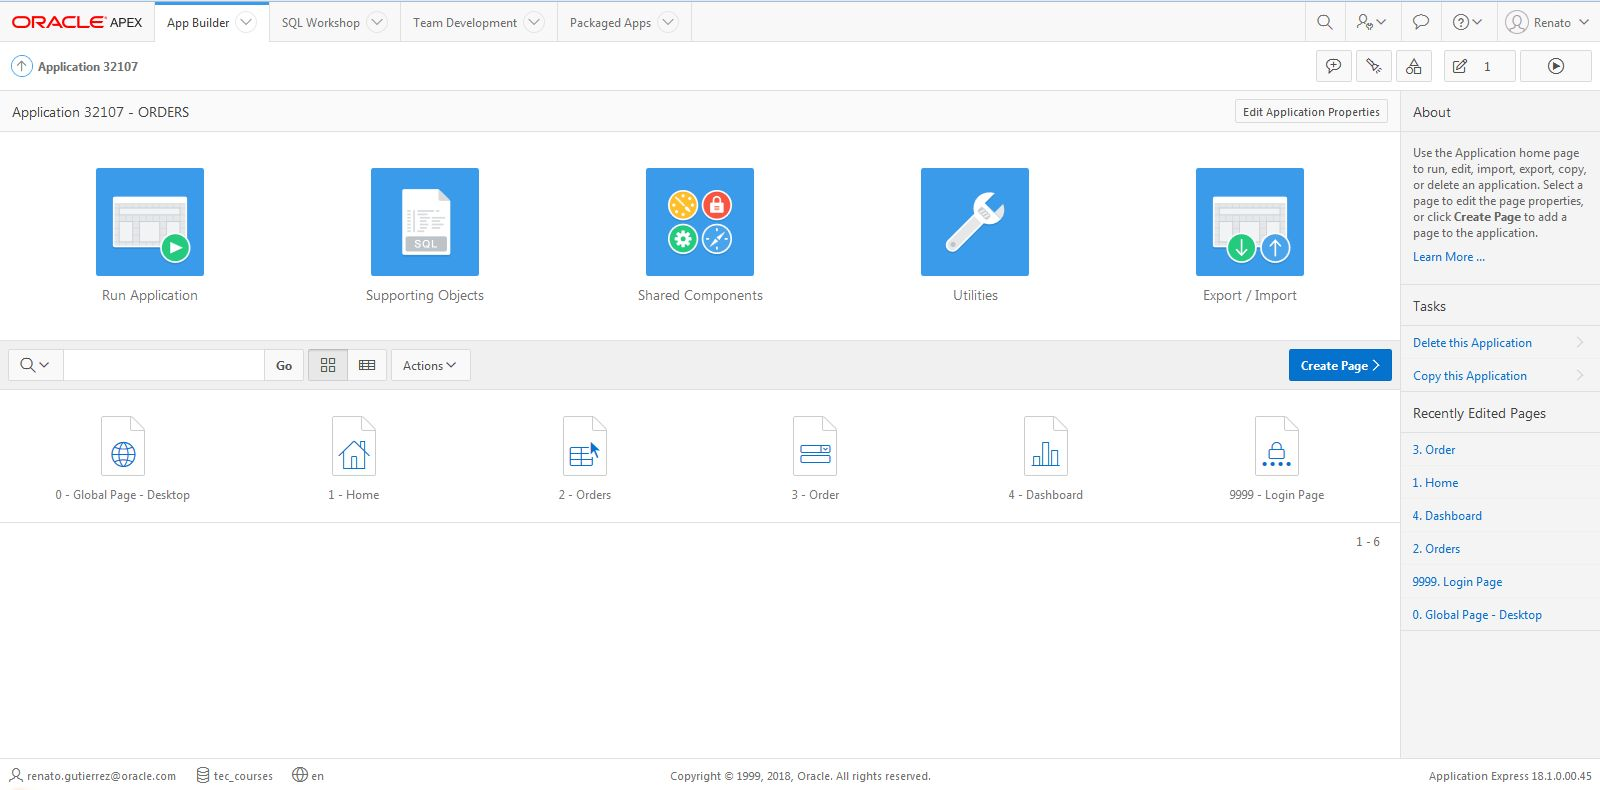 ORACLE APEX
App Builder
SQL Workshop
Team Development
Packaged Apps
Renato
Application 32107
1
Application 32107 - ORDERS
Edit Application Properties
SQL
Run Application
Supporting Objects
Shared Components
Utilities
Export / Import
Go
Actions
Create Page
0 - Global Page - Desktop
1 - Home
2 - Orders
3 - Order
4 - Dashboard
9999 - Login Page
1 - 6
About
Use the Application home page
to run, edit, import, export, copy,
or delete an application. Select a
page to edit the page properties,
or click Create Page to add a
page to the application.
Learn More ...
Tasks
Delete this Application
Copy this Application
Recently Edited Pages
3. Order
1. Home
4. Dashboard
2. Orders
9999. Login Page
0. Global Page - Desktop
renato.gutierrez@oracle.com
tec_courses
en
Copyright © 1999, 2018, Oracle. All rights reserved.
Application Express 18.1.0.00.45